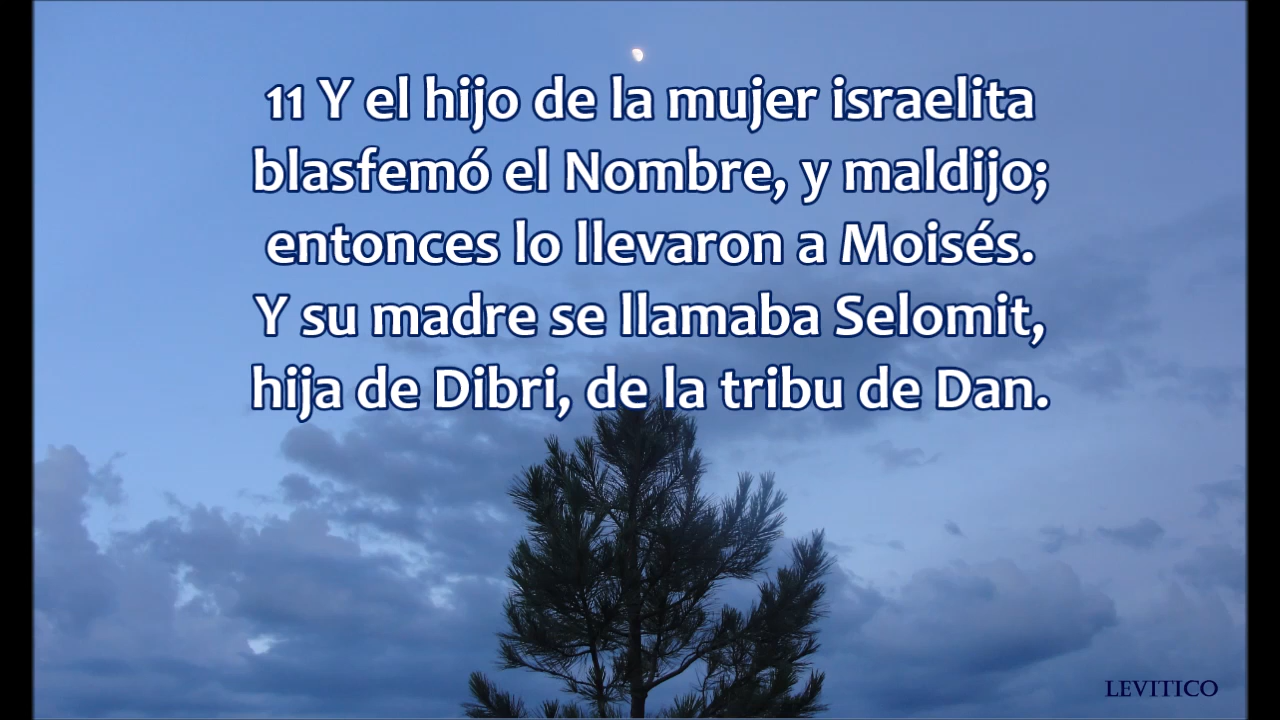 11 Y el hijo de la mujer israelita
blasfemó el Nombre, y maldijo;
entonces lo llevaron a Moisés.
Y su madre se llamaba Selomit,
hija de Dibri, de la tribu de Dan.
LEVITICO